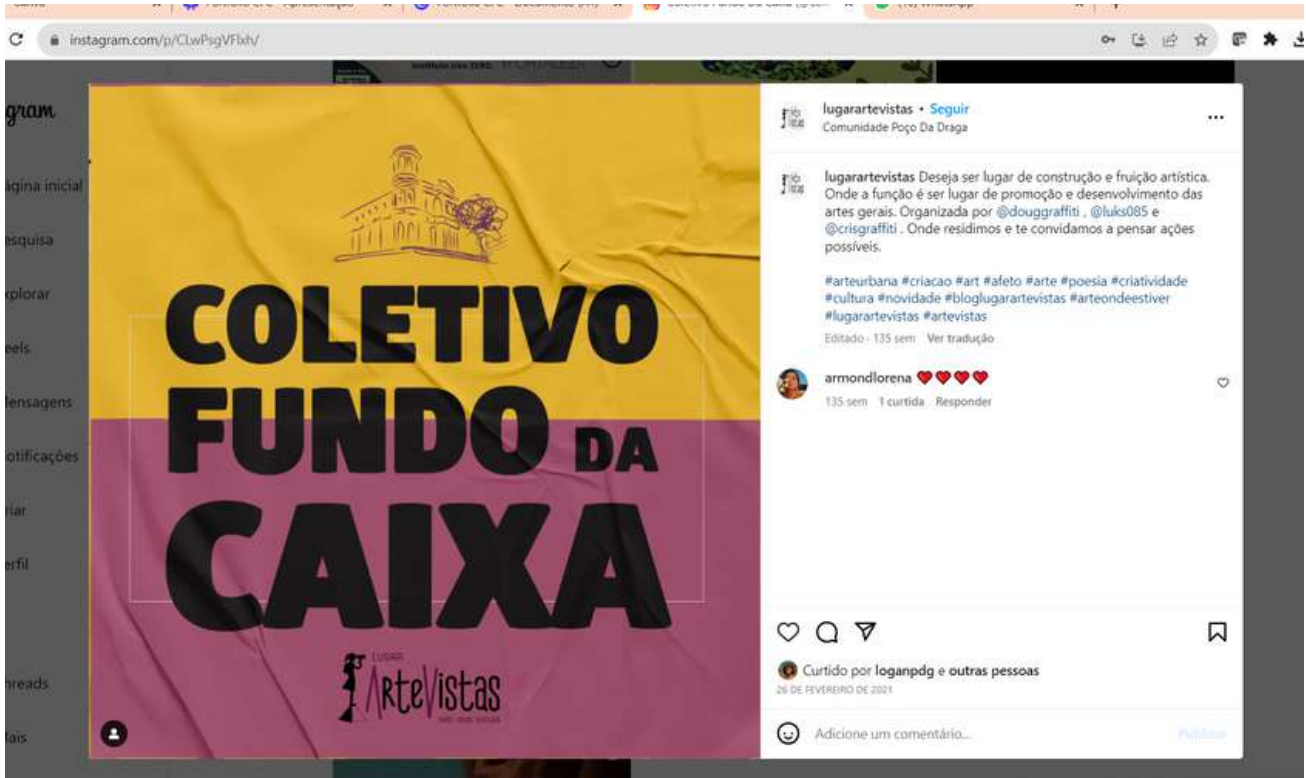 instagram.com/p/CLwPsgVFlxh/
gram
ágina inicial
esquisa
xplorar
eels
ensagens
otificações
riar
erfil
hreads
ais
COLETIVO
FUNDO DA
CAIXA
LUGAR
ArteVistas
lugarartevistas • Seguir
Comunidade Poço Da Draga
lugarartevistas Deseja ser lugar de construção e fruição artística.
Onde a função é ser lugar de promoção e desenvolvimento das
artes gerais. Organizada por @douggraffiti , @luks085 e
@crisgraffiti . Onde residimos e te convidamos a pensar ações
possíveis.
#arteurbana #criacao #art #afeto #arte #poesia #criatividade
#cultura #novidade #bloglugarartevistas #arteondeestiver
#lugarartevistas #artevistas
Editado · 135 sem Ver tradução
armondlorena ❤❤❤❤
135 sem 1 curtida Responder
Curtido por loganpdg e outras pessoas
26 DE FEVEREIRO DE 2021
Adicione um comentário...
Publicar